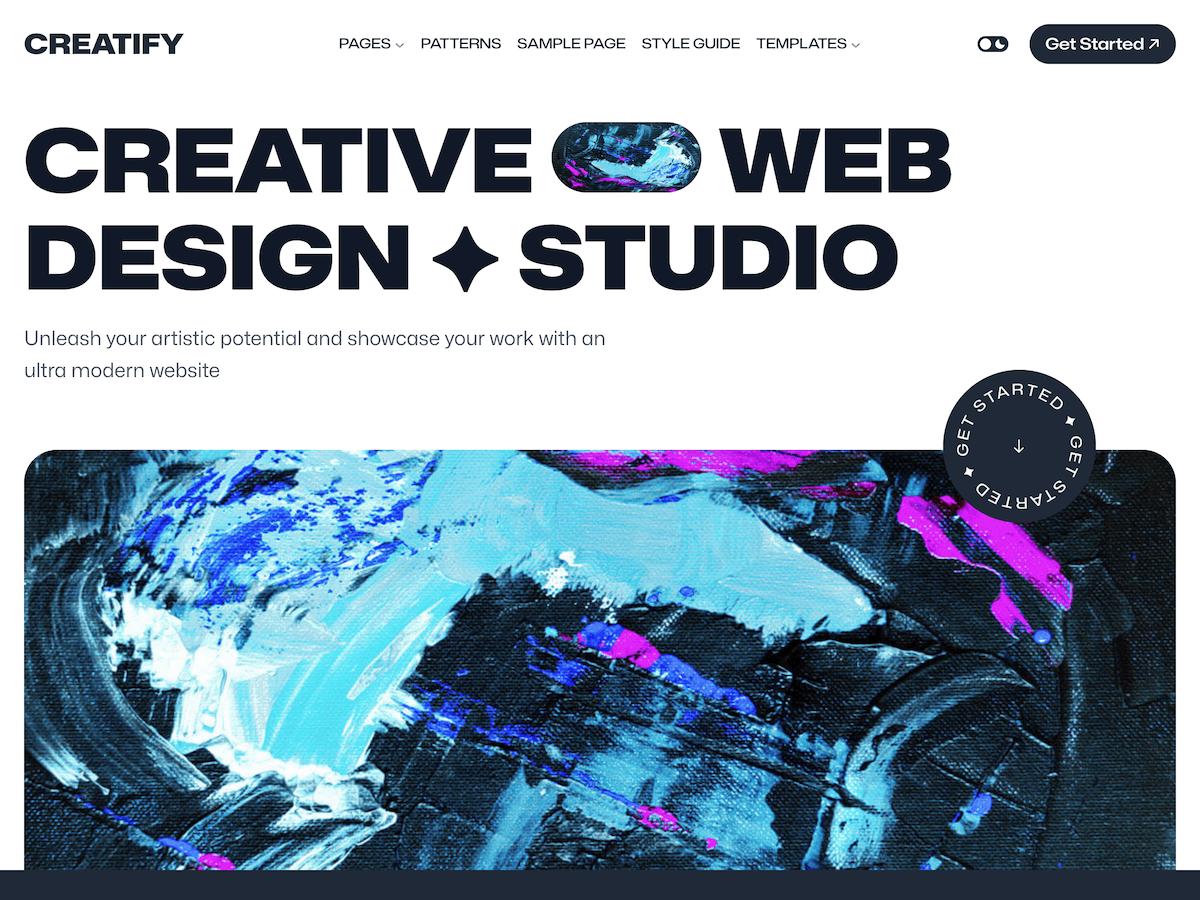 CREATIFY
PAGES
PATTERNS
SAMPLE PAGE
STYLE GUIDE
TEMPLATES
Get Started ↗
CREATIVE WEB
DESIGN ✦ STUDIO
Unleash your artistic potential and showcase your work with an
ultra modern website
GET STARTED ✦ GET STARTED ✦
↓